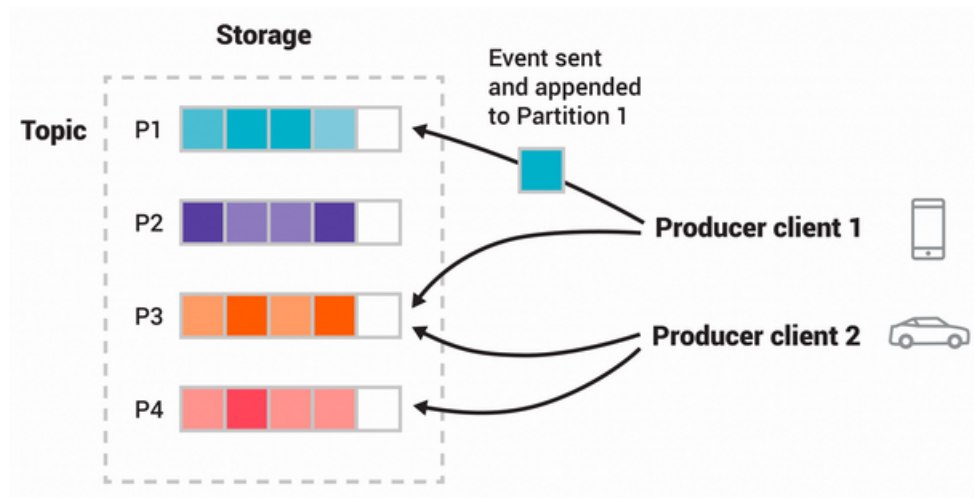 Storage
Event sent
and appended
to Partition 1
Topic
P1
P2
Producer client 1
P3
Producer client 2
P4